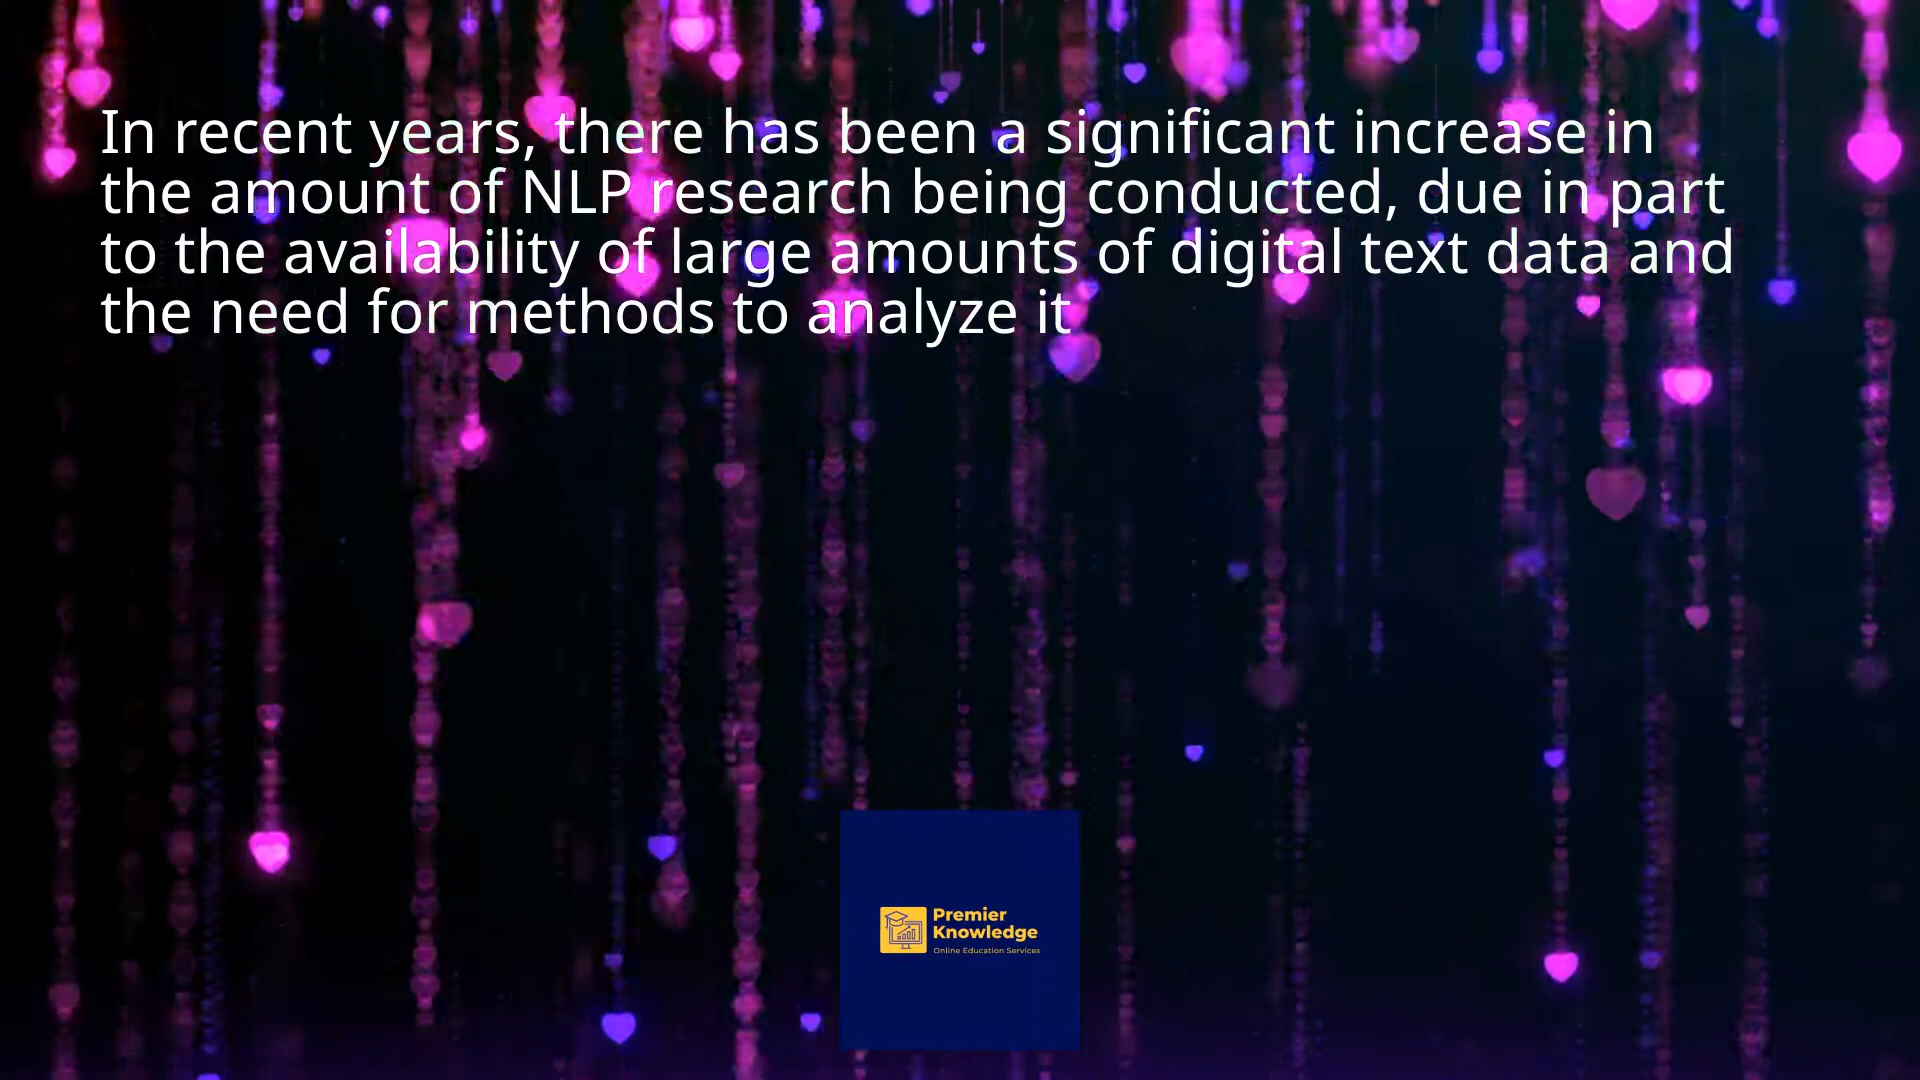 In recent years, there has been a significant increase in
the amount of NLP research being conducted, due in part
to the availability of large amounts of digital text data and
the need for methods to analyze it
Premier
Knowledge
Online Education Services